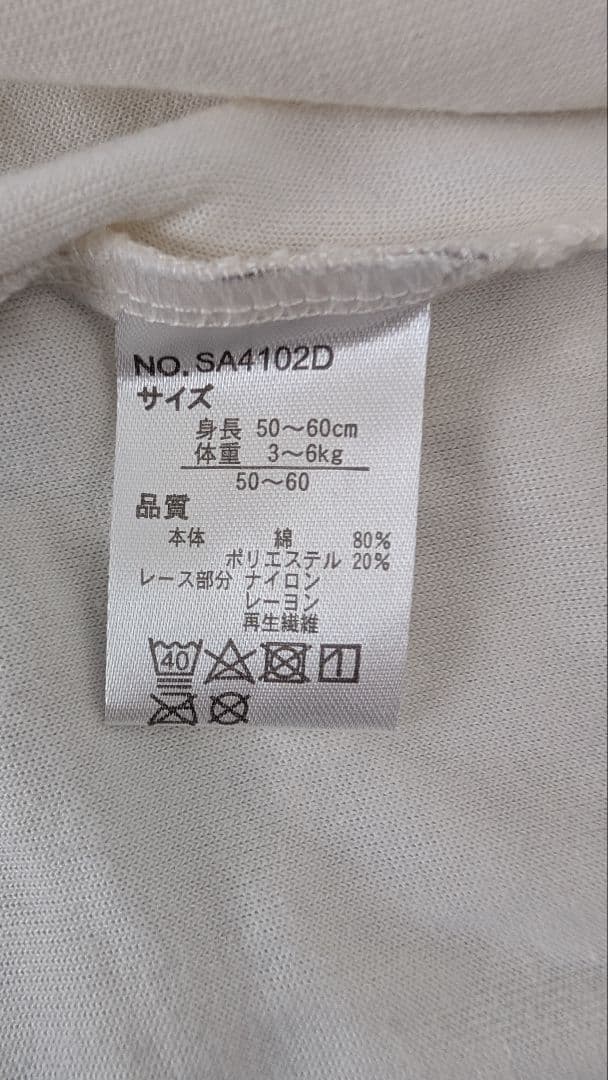 NO.SA4102D
サイズ
身長 50〜60cm
体重 3〜6kg
50〜60
品質
本体 綿 80%
ポリエステル 20%
レース部分 ナイロン
レーヨン
再生繊維
40